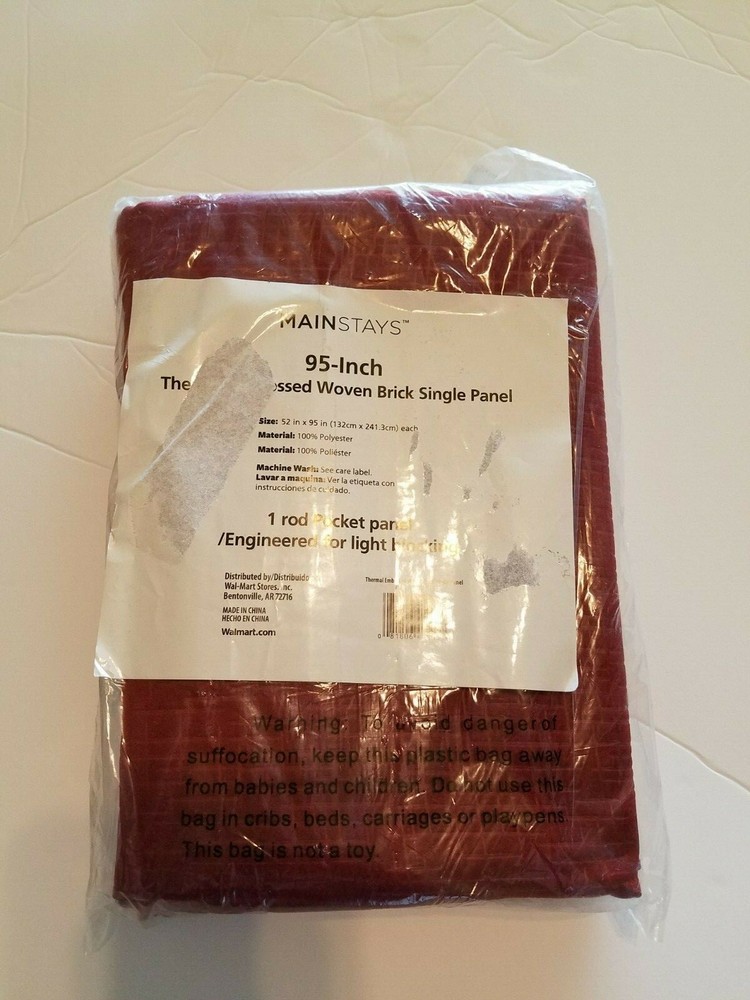 MAINSTAYS™
95-Inch
Woven Brick Single Panel
Size: 52 in x 95 in (132cm x 241.3cm) each
Material: 100% Polyester
Material: 100% Poliéster
Machine Wash: See care label.
Lavar a maquina: Ver la etiqueta con
instrucciones de cuidado.
1 rod Pocket panel
/Engineered for light blocking
Distributed by/Distribuido
Wal-Mart Stores, Inc.
Bentonville, AR 72716
MADE IN CHINA
HECHO EN CHINA
Walmart.com
Thermal
Warning: To avoid danger of
suffocation, keep this plastic bag away
from babies and children. Do not use this
bag in cribs, beds, carriages or playpens.
This bag is not a toy.